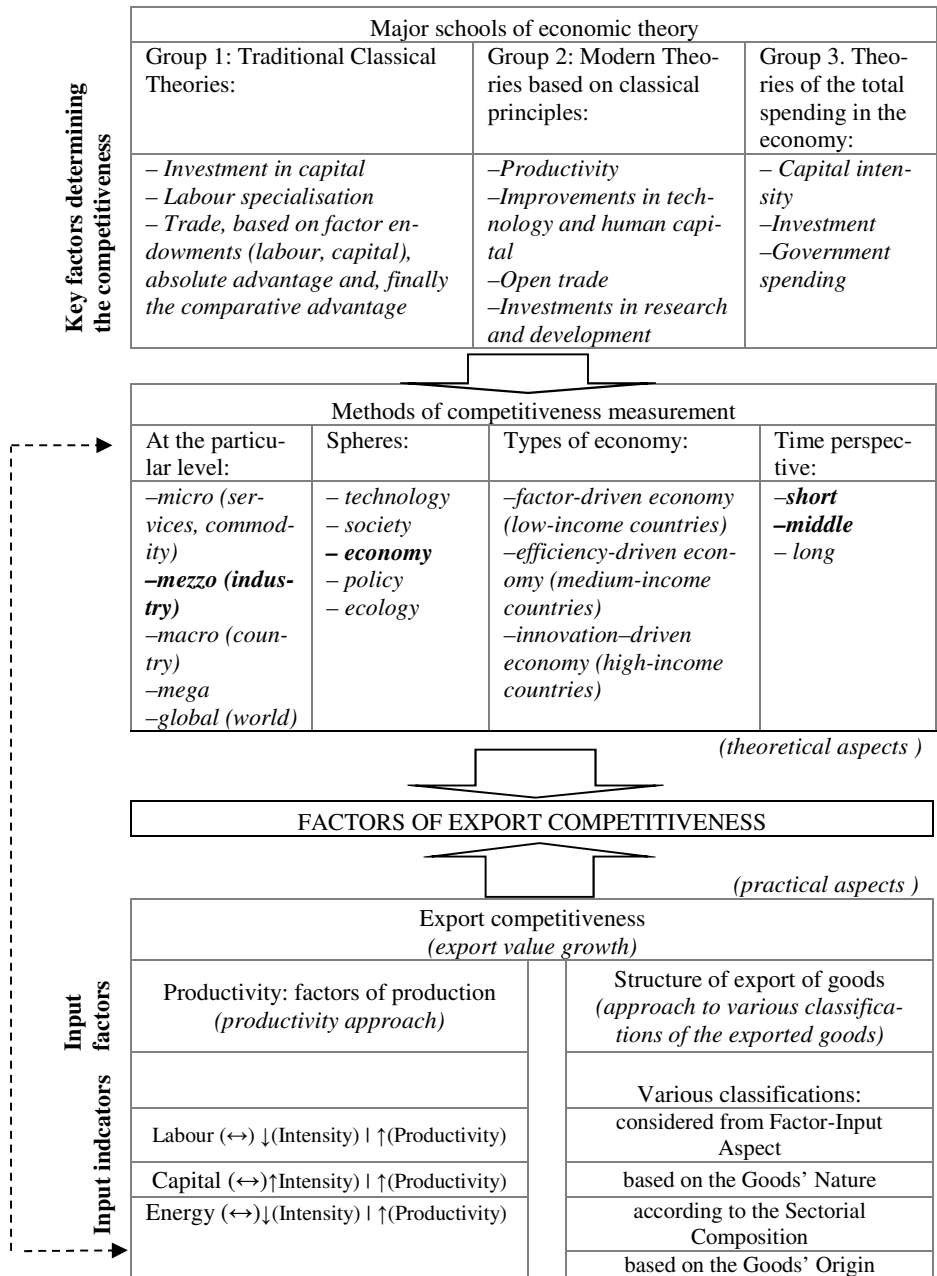 Major schools of economic theory
Key factors determining
the competitiveness
Group 1: Traditional Classical
Theories:
Group 2: Modern Theo-
ries based on classical
principles:
Group 3. Theo-
ries of the total
spending in the
economy:
– Investment in capital
– Labour specialisation
– Trade, based on factor en-
dowments (labour, capital),
absolute advantage and, finally
the comparative advantage
–Productivity
–Improvements in tech-
nology and human capi-
tal
–Open trade
–Investments in research
and development
– Capital inten-
sity
–Investment
–Government
spending
Methods of competitiveness measurement
At the particu-
lar level:
Spheres:
Types of economy:
Time perspec-
tive:
–micro (ser-
vices, commod-
ity)
–mezzo (indus-
try)
–macro (coun-
try)
–mega
–global (world)
– technology
– society
– economy
– policy
– ecology
–factor-driven economy
(low-income countries)
–efficiency-driven econ-
omy (medium-income
countries)
–innovation–driven
economy (high-income
countries)
–short
–middle
– long
(theoretical aspects )
FACTORS OF EXPORT COMPETITIVENESS
(practical aspects )
Export competitiveness
(export value growth)
Input
factors
Productivity: factors of production
(productivity approach)
Structure of export of goods
(approach to various classifica-
tions of the exported goods)
Input indcators
Various classifications:
Labour (↔) ↓(Intensity) | ↑(Productivity)
considered from Factor-Input
Aspect
Capital (↔)↑Intensity) | ↑(Productivity)
based on the Goods' Nature
Energy (↔)↓(Intensity) | ↑(Productivity)
according to the Sectorial
Composition
based on the Goods' Origin